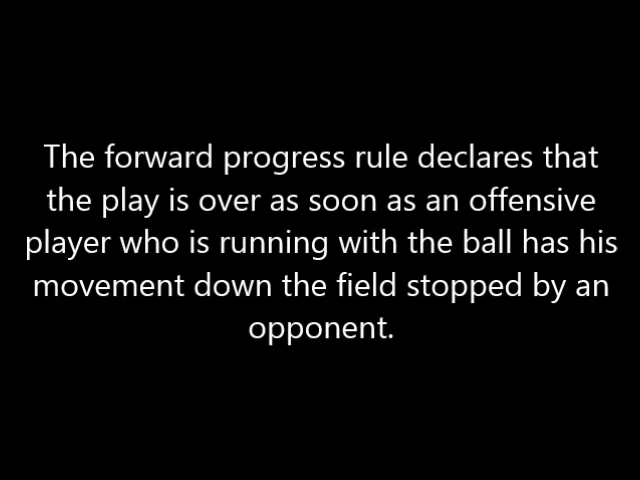 The forward progress rule declares that
the play is over as soon as an offensive
player who is running with the ball has his
movement down the field stopped by an
opponent.